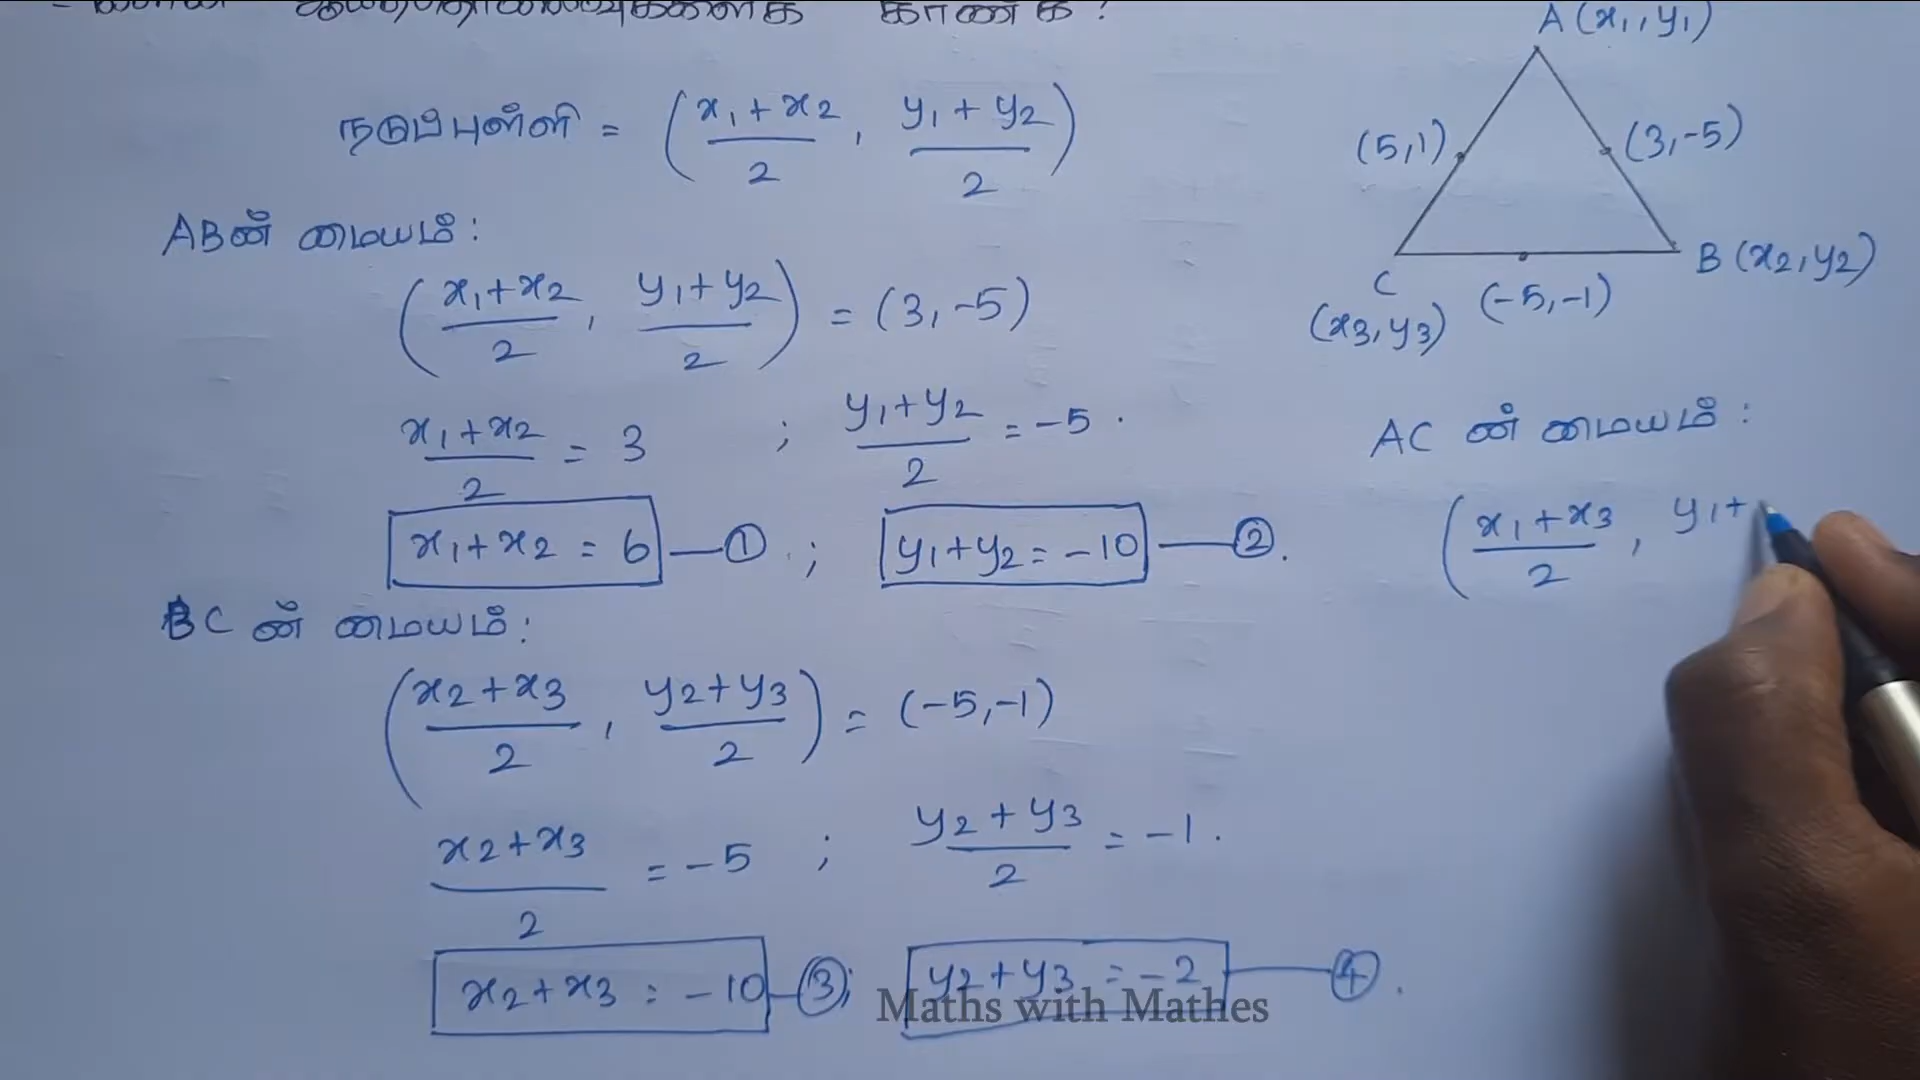 காண்க :
நடுப்புள்ளி = ( x₁ + x₂ / 2 , y₁ + y₂ / 2 )
ABன் மையம் :
( x₁+x₂ / 2 , y₁+y₂ / 2 ) = (3, -5)
x₁+x₂ / 2 = 3 ; y₁+y₂ / 2 = -5 .
x₁+x₂ = 6 — ① ; y₁+y₂ = -10 — ② .
BC ன் மையம் :
( x₂+x₃ / 2 , y₂+y₃ / 2 ) = (-5,-1)
x₂+x₃ / 2 = -5 ; y₂+y₃ / 2 = -1 .
x₂+x₃ = -10 — ③ ; y₂+y₃ = -2 — ④ .
Maths with Mathes
A (x₁, y₁)
(5,1) (3,-5)
B (x₂, y₂)
C (-5,-1)
(x₃, y₃)
AC ன் மையம் :
( x₁+x₃ / 2 , y₁+